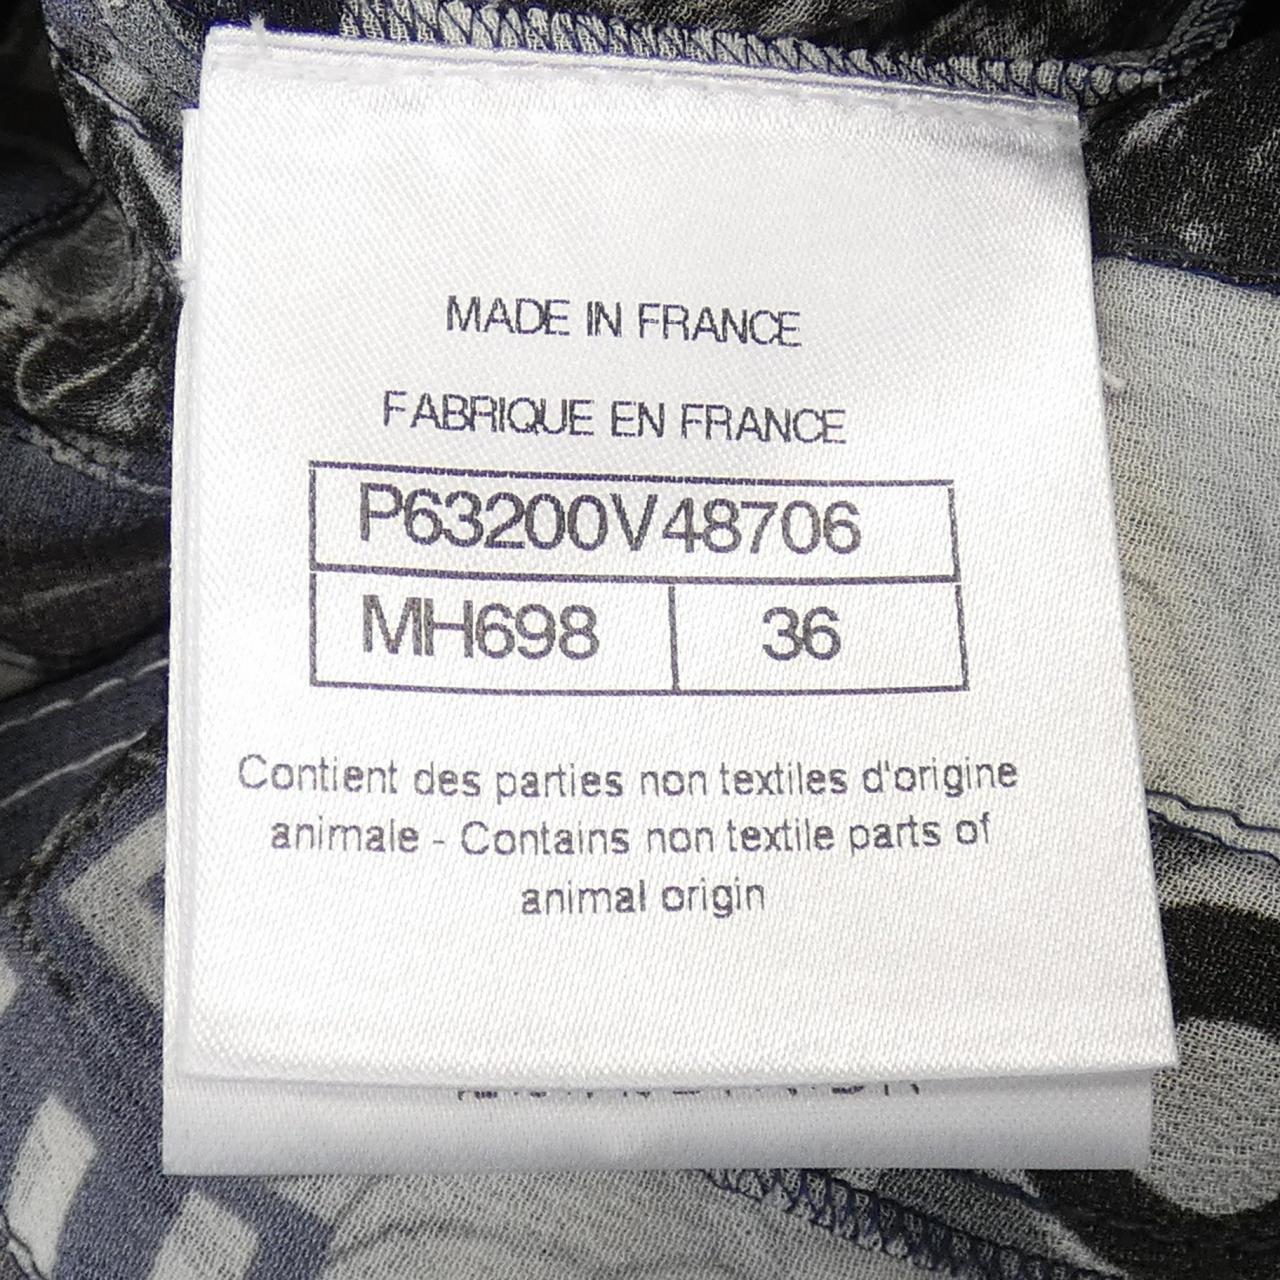 MADE IN FRANCE
FABRIQUE EN FRANCE
P63200V48706
MH698 36
Contient des parties non textiles d'origine
animale - Contains non textile parts of
animal origin